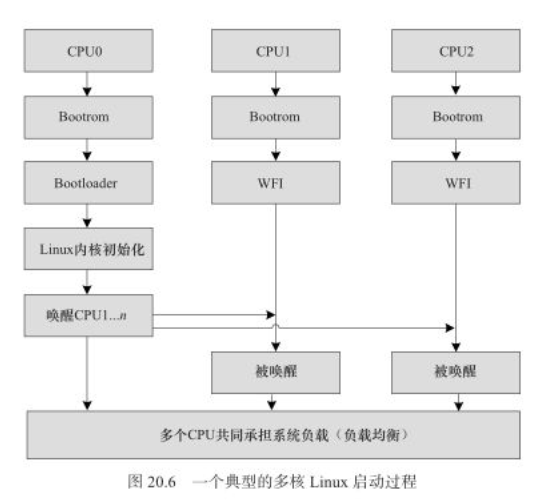 CPU0
CPU1
CPU2
Bootrom
Bootrom
Bootrom
Bootloader
WFI
WFI
Linux内核初始化
唤醒CPU1...n
被唤醒
被唤醒
多个CPU共同承担系统负载（负载均衡）
图 20.6 一个典型的多核 Linux 启动过程